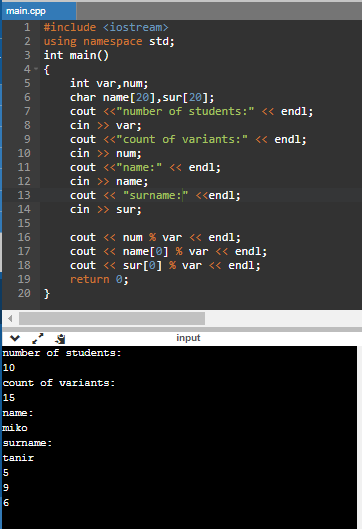 main.cpp
1 #include <iostream>
2 using namespace std;
3 int main()
4 {
5 int var,num;
6 char name[20],sur[20];
7 cout <<"number of students:" << endl;
8 cin >> var;
9 cout <<"count of variants:" << endl;
10 cin >> num;
11 cout <<"name:" << endl;
12 cin >> name;
13 cout << "surname:" <<endl;
14 cin >> sur;
15
16 cout << num % var << endl;
17 cout << name[0] % var << endl;
18 cout << sur[0] % var << endl;
19 return 0;
20 }
input
number of students:
10
count of variants:
15
name:
miko
surname:
tanir
5
9
6